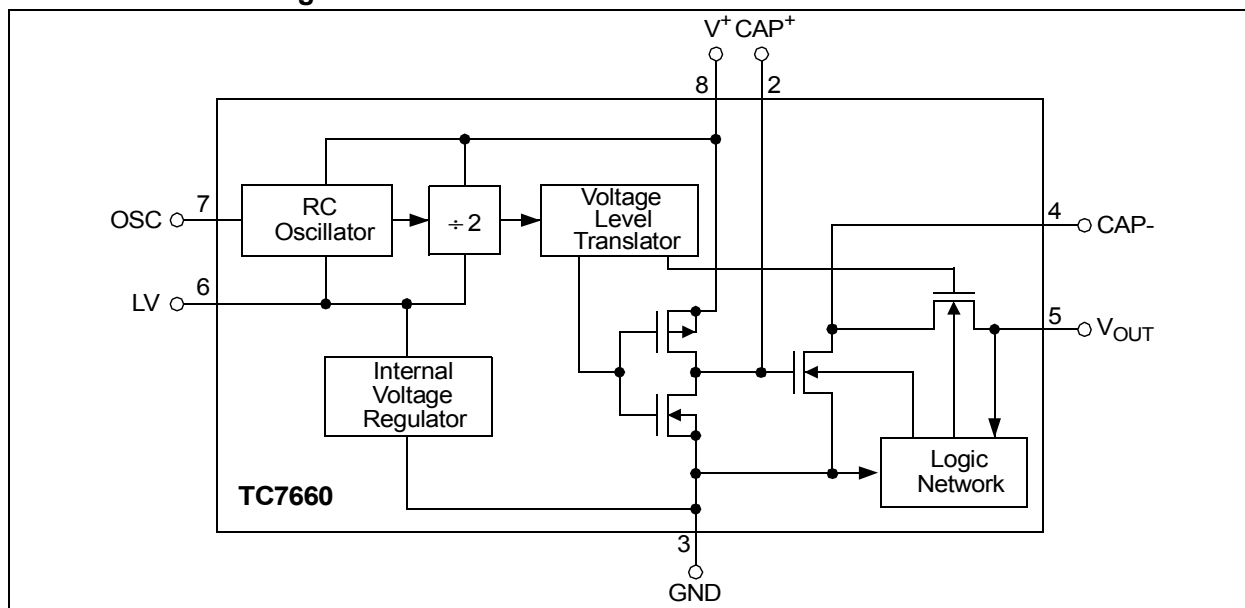 V+ CAP+
8 2
OSC 7
RC
Oscillator
÷ 2
Voltage
Level
Translator
4 CAP-
LV 6
5 VOUT
Internal
Voltage
Regulator
Logic
Network
TC7660
3
GND